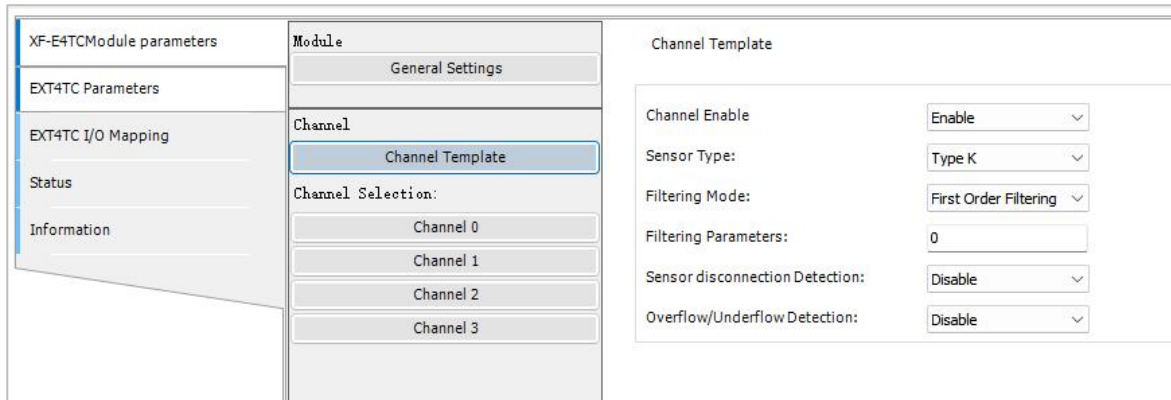 XF-E4TCModule parameters
EXT4TC Parameters
EXT4TC I/O Mapping
Status
Information
Module
General Settings
Channel
Channel Template
Channel Selection:
Channel 0
Channel 1
Channel 2
Channel 3
Channel Template
Channel Enable Enable
Sensor Type: Type K
Filtering Mode: First Order Filtering
Filtering Parameters: 0
Sensor disconnection Detection: Disable
Overflow/Underflow Detection: Disable